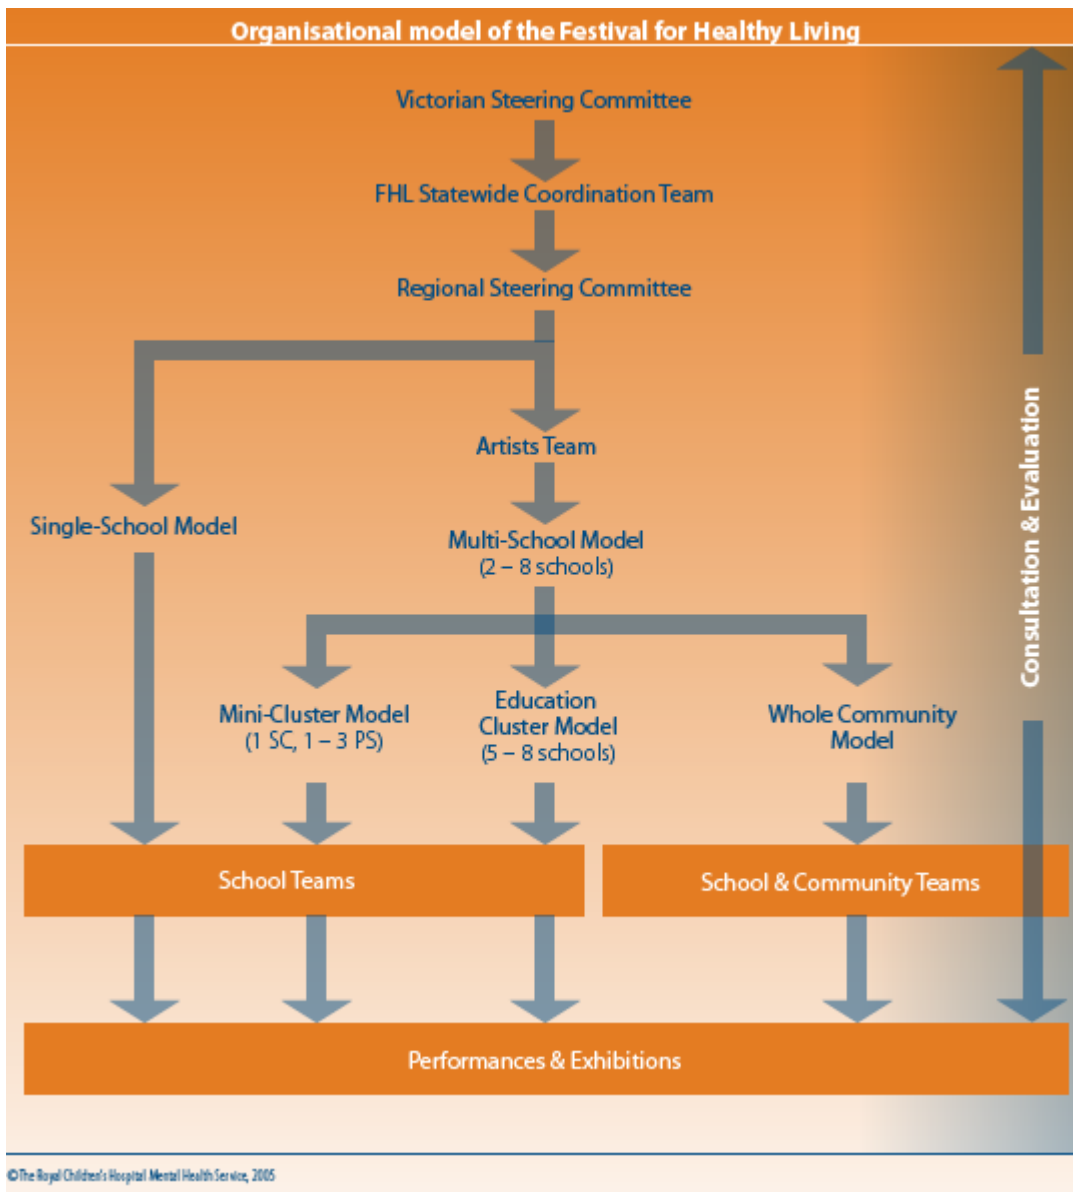 Organisational model of the Festival for Healthy Living
Victorian Steering Committee
FHL Statewide Coordination Team
Regional Steering Committee
Artists Team
Single-School Model
Multi-School Model
(2 – 8 schools)
Mini-Cluster Model
(1 SC, 1 – 3 PS)
Education
Cluster Model
(5 – 8 schools)
Whole Community
Model
School Teams
School & Community Teams
Performances & Exhibitions
Consultation & Evaluation
©The Royal Children's Hospital Mental Health Service, 2005